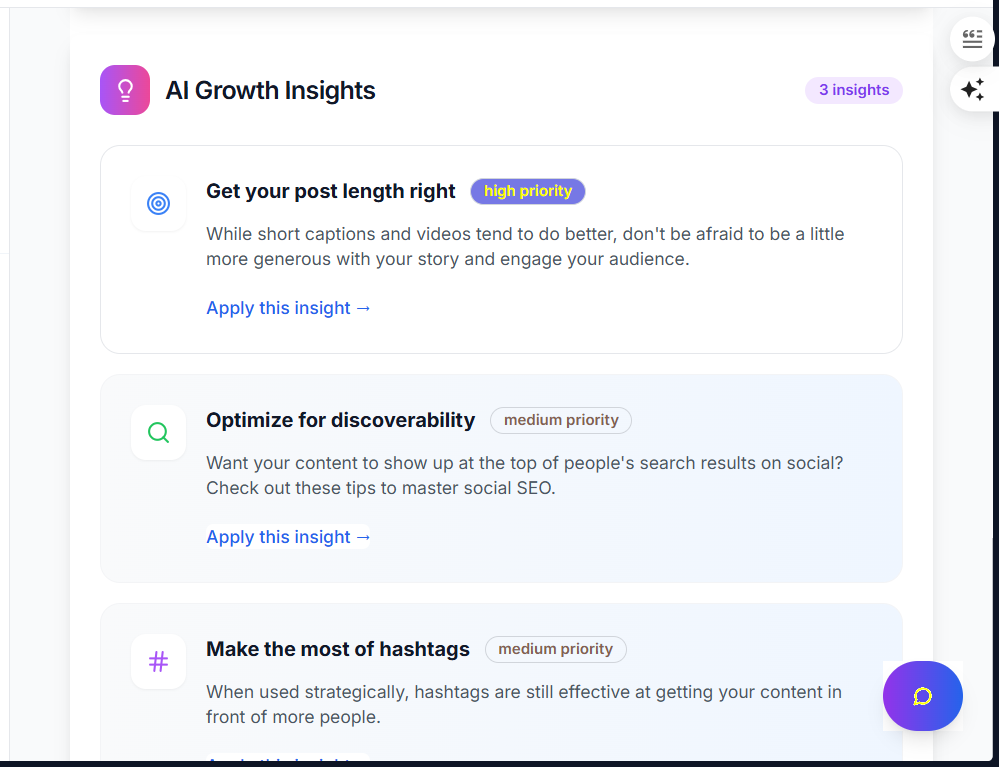 AI Growth Insights
3 insights
Get your post length right
high priority
While short captions and videos tend to do better, don't be afraid to be a little
more generous with your story and engage your audience.
Apply this insight →
Optimize for discoverability
medium priority
Want your content to show up at the top of people's search results on social?
Check out these tips to master social SEO.
Apply this insight →
Make the most of hashtags
medium priority
When used strategically, hashtags are still effective at getting your content in
front of more people.